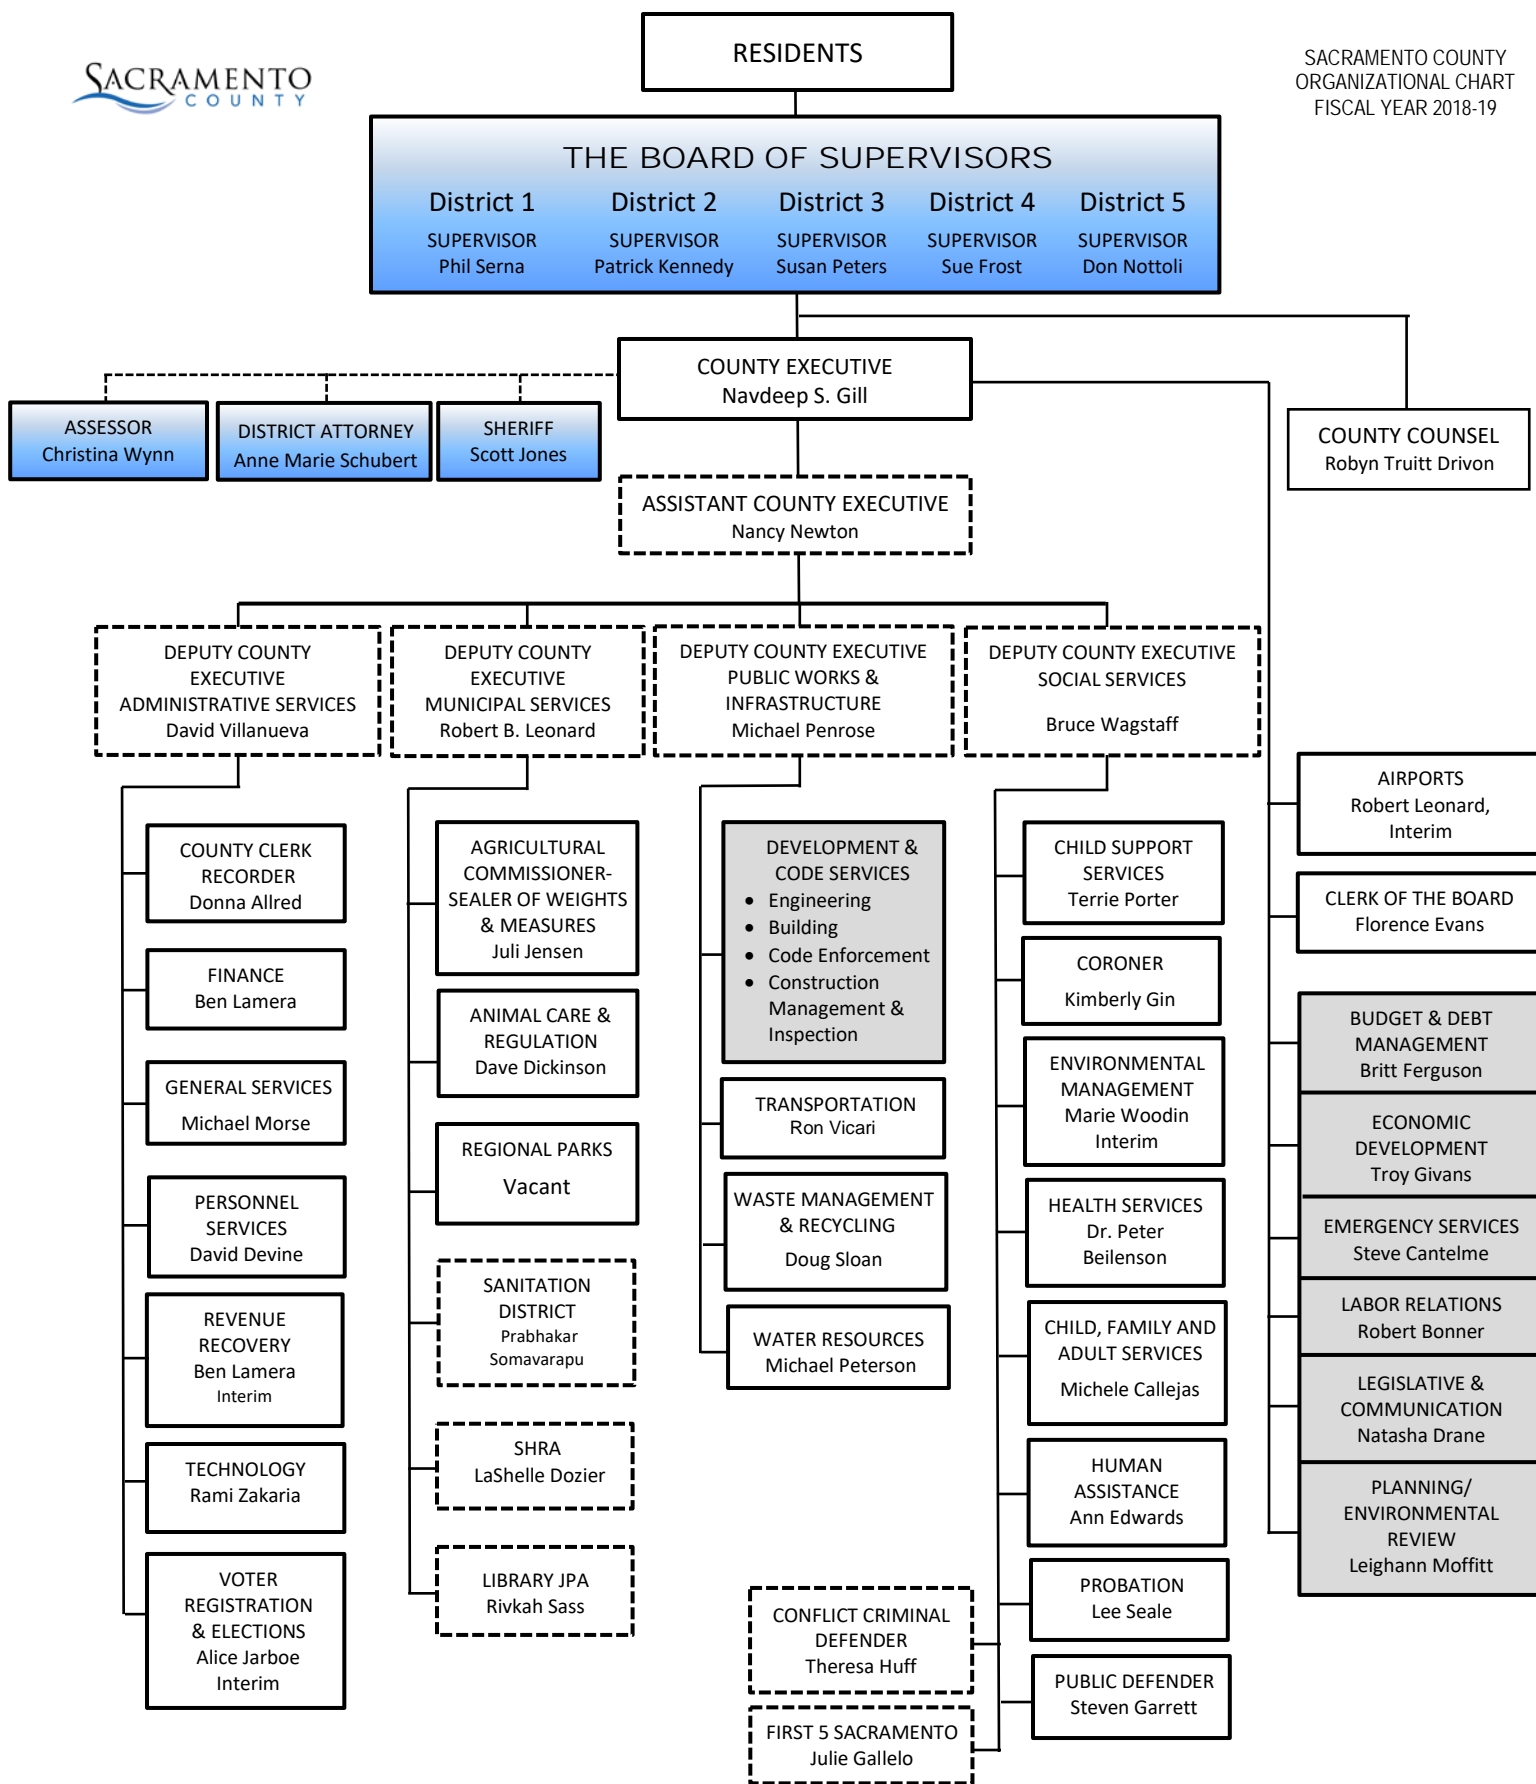 SACRAMENTO
COUNTY
RESIDENTS
SACRAMENTO COUNTY
ORGANIZATIONAL CHART
FISCAL YEAR 2018-19
THE BOARD OF SUPERVISORS
District 1
SUPERVISOR
Phil Serna
District 2
SUPERVISOR
Patrick Kennedy
District 3
SUPERVISOR
Susan Peters
District 4
SUPERVISOR
Sue Frost
District 5
SUPERVISOR
Don Nottoli
COUNTY EXECUTIVE
Navdeep S. Gill
ASSESSOR
Christina Wynn
DISTRICT ATTORNEY
Anne Marie Schubert
SHERIFF
Scott Jones
COUNTY COUNSEL
Robyn Truitt Drivon
ASSISTANT COUNTY EXECUTIVE
Nancy Newton
DEPUTY COUNTY
EXECUTIVE
ADMINISTRATIVE SERVICES
David Villanueva
DEPUTY COUNTY
EXECUTIVE
MUNICIPAL SERVICES
Robert B. Leonard
DEPUTY COUNTY EXECUTIVE
PUBLIC WORKS &
INFRASTRUCTURE
Michael Penrose
DEPUTY COUNTY EXECUTIVE
SOCIAL SERVICES
Bruce Wagstaff
COUNTY CLERK
RECORDER
Donna Allred
FINANCE
Ben Lamera
GENERAL SERVICES
Michael Morse
PERSONNEL
SERVICES
David Devine
REVENUE
RECOVERY
Ben Lamera
Interim
TECHNOLOGY
Rami Zakaria
VOTER
REGISTRATION
& ELECTIONS
Alice Jarboe
Interim
AGRICULTURAL
COMMISSIONER-
SEALER OF WEIGHTS
& MEASURES
Juli Jensen
ANIMAL CARE &
REGULATION
Dave Dickinson
REGIONAL PARKS
Vacant
SANITATION
DISTRICT
Prabhakar
Somavarapu
SHRA
LaShelle Dozier
LIBRARY JPA
Rivkah Sass
DEVELOPMENT &
CODE SERVICES
• Engineering
• Building
• Code Enforcement
• Construction
Management &
Inspection
TRANSPORTATION
Ron Vicari
WASTE MANAGEMENT
& RECYCLING
Doug Sloan
WATER RESOURCES
Michael Peterson
CONFLICT CRIMINAL
DEFENDER
Theresa Huff
FIRST 5 SACRAMENTO
Julie Gallelo
CHILD SUPPORT
SERVICES
Terrie Porter
CORONER
Kimberly Gin
ENVIRONMENTAL
MANAGEMENT
Marie Woodin
Interim
HEALTH SERVICES
Dr. Peter
Beilenson
CHILD, FAMILY AND
ADULT SERVICES
Michele Callejas
HUMAN
ASSISTANCE
Ann Edwards
PROBATION
Lee Seale
PUBLIC DEFENDER
Steven Garrett
AIRPORTS
Robert Leonard,
Interim
CLERK OF THE BOARD
Florence Evans
BUDGET & DEBT
MANAGEMENT
Britt Ferguson
ECONOMIC
DEVELOPMENT
Troy Givans
EMERGENCY SERVICES
Steve Cantelme
LABOR RELATIONS
Robert Bonner
LEGISLATIVE &
COMMUNICATION
Natasha Drane
PLANNING/
ENVIRONMENTAL
REVIEW
Leighann Moffitt